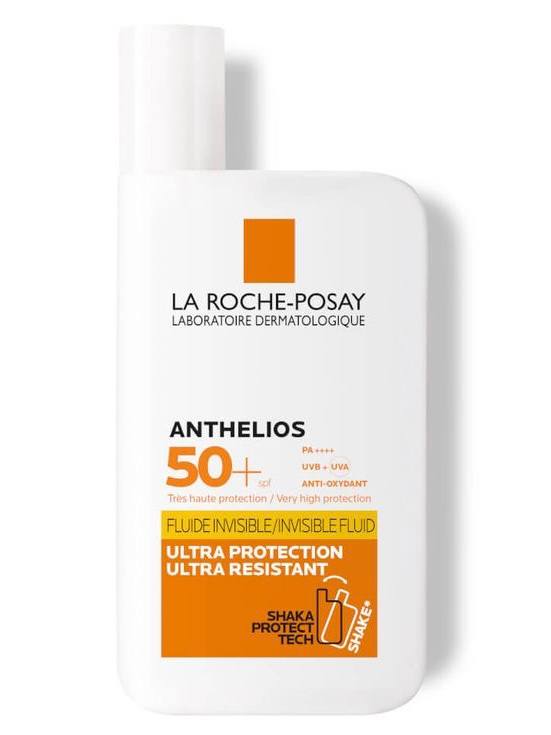 LA ROCHE-POSAY
LABORATOIRE DERMATOLOGIQUE
ANTHELIOS
50+ spf
PA ++++
UVB + UVA
ANTI-OXYDANT
Très haute protection / Very high protection
FLUIDE INVISIBLE/INVISIBLE FLUID
ULTRA PROTECTION
ULTRA RESISTANT
SHAKA
PROTECT
TECH
SHAKE*